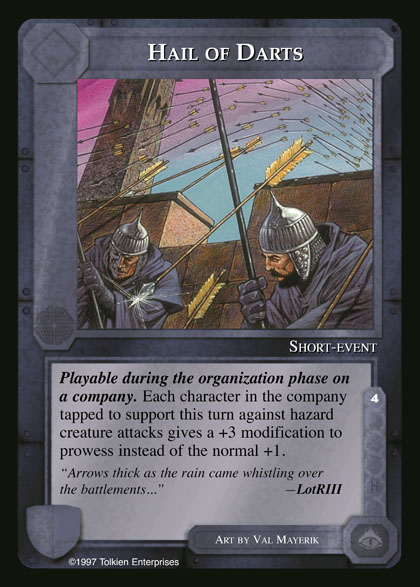 Hail of Darts
Short-event
Playable during the organization phase on
a company. Each character in the company
tapped to support this turn against hazard
creature attacks gives a +3 modification to
prowess instead of the normal +1.
“Arrows thick as the rain came whistling over
the battlements...” —LotRIII
4
H
Art by Val Mayerik
©1997 Tolkien Enterprises